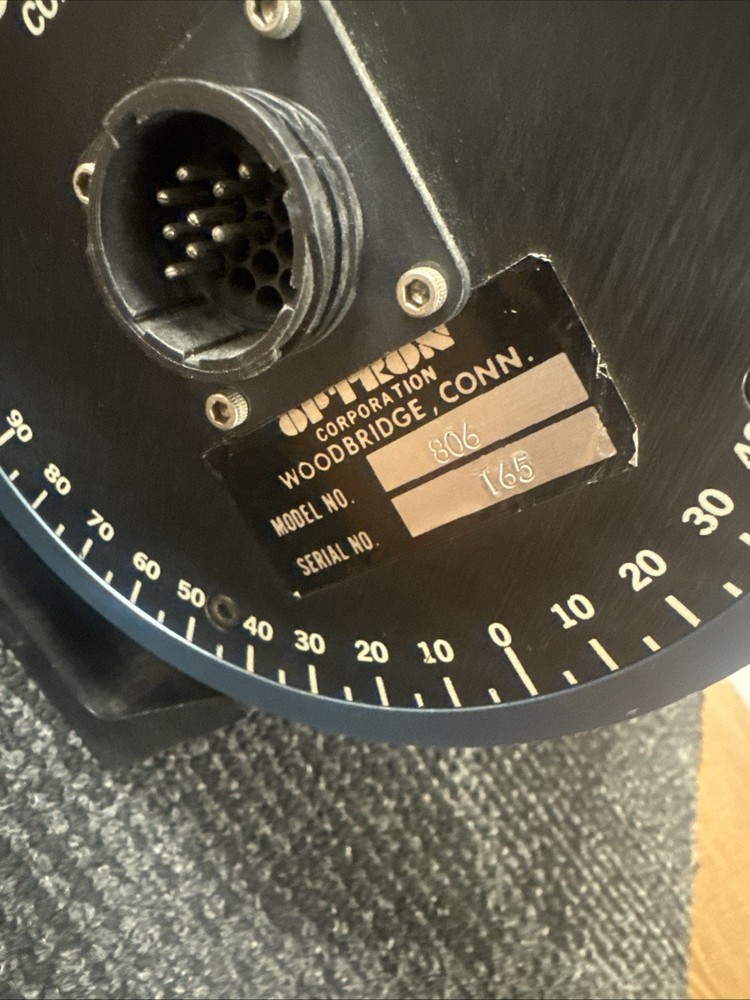 OPTRON
CORPORATION
WOODBRIDGE, CONN.
MODEL NO. 806
SERIAL NO. 165
90 80 70 60 50 40 30 20 10 0 10 20 30